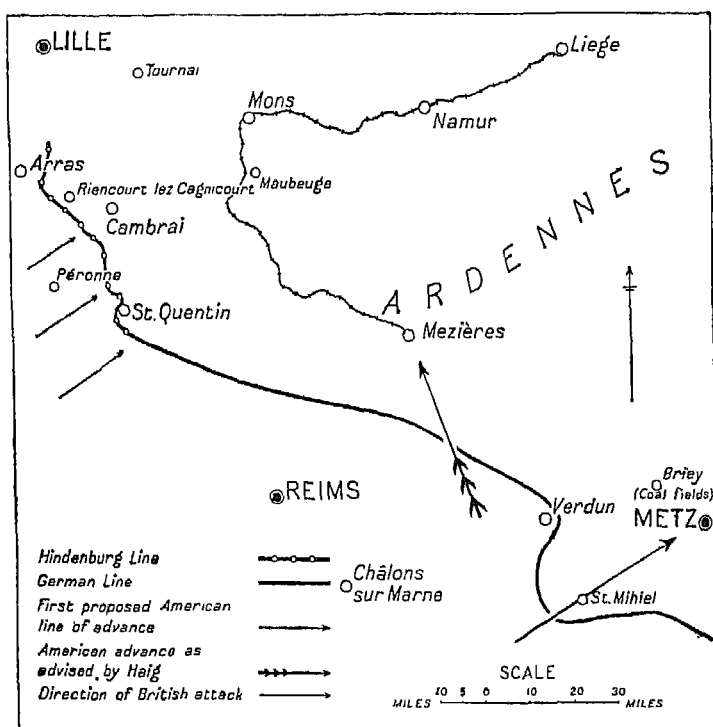 LILLE
Tournai
Liege
Mons
Namur
Arras
Riencourt lez Cagnicourt
Maubeuge
Cambrai
ARDENNES
Péronne
St. Quentin
Mezières
REIMS
Briey
(Coal fields)
Verdun
METZ
Hindenburg Line
German Line
Châlons
sur Marne
First proposed American
line of advance
St. Mihiel
American advance as
advised by Haig
Direction of British attack
SCALE
MILES 10 5 0 10 20 30 MILES